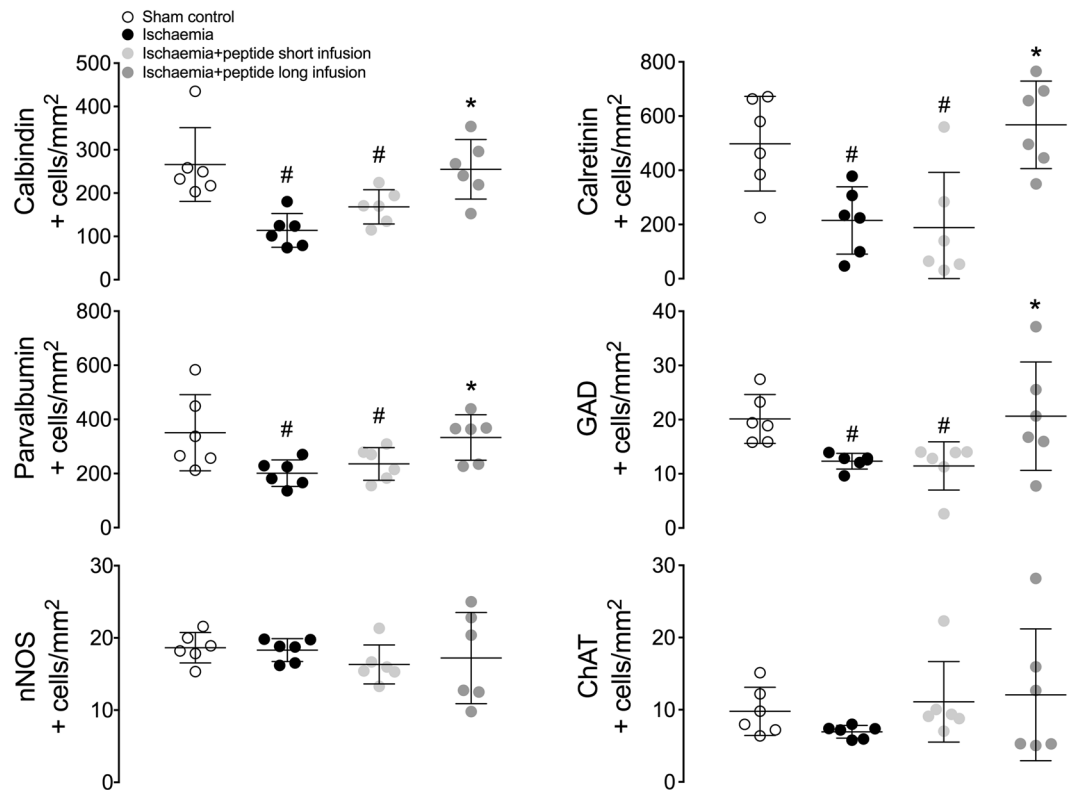 Sham control
Ischaemia
Ischaemia+peptide short infusion
Ischaemia+peptide long infusion
Calbindin
+ cells/mm2
500
400
300
200
100
0
#
#
*
Calretinin
+ cells/mm2
800
600
400
200
0
#
#
*
Parvalbumin
+ cells/mm2
800
600
400
200
0
#
#
*
GAD
+ cells/mm2
40
30
20
10
0
#
#
*
nNOS
+ cells/mm2
30
20
10
0
ChAT
+ cells/mm2
30
20
10
0